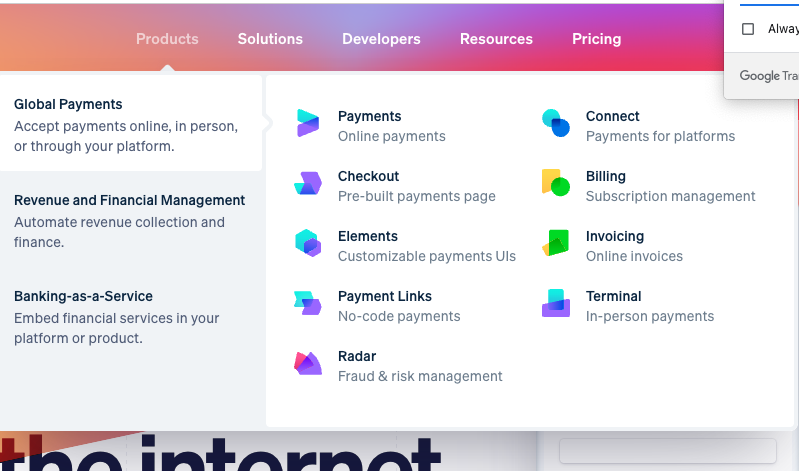 Products
Solutions
Developers
Resources
Pricing
Alway
Google Tra
Global Payments
Accept payments online, in person,
or through your platform.
Revenue and Financial Management
Automate revenue collection and
finance.
Banking-as-a-Service
Embed financial services in your
platform or product.
Payments
Online payments
Checkout
Pre-built payments page
Elements
Customizable payments UIs
Payment Links
No-code payments
Radar
Fraud & risk management
Connect
Payments for platforms
Billing
Subscription management
Invoicing
Online invoices
Terminal
In-person payments
the internet